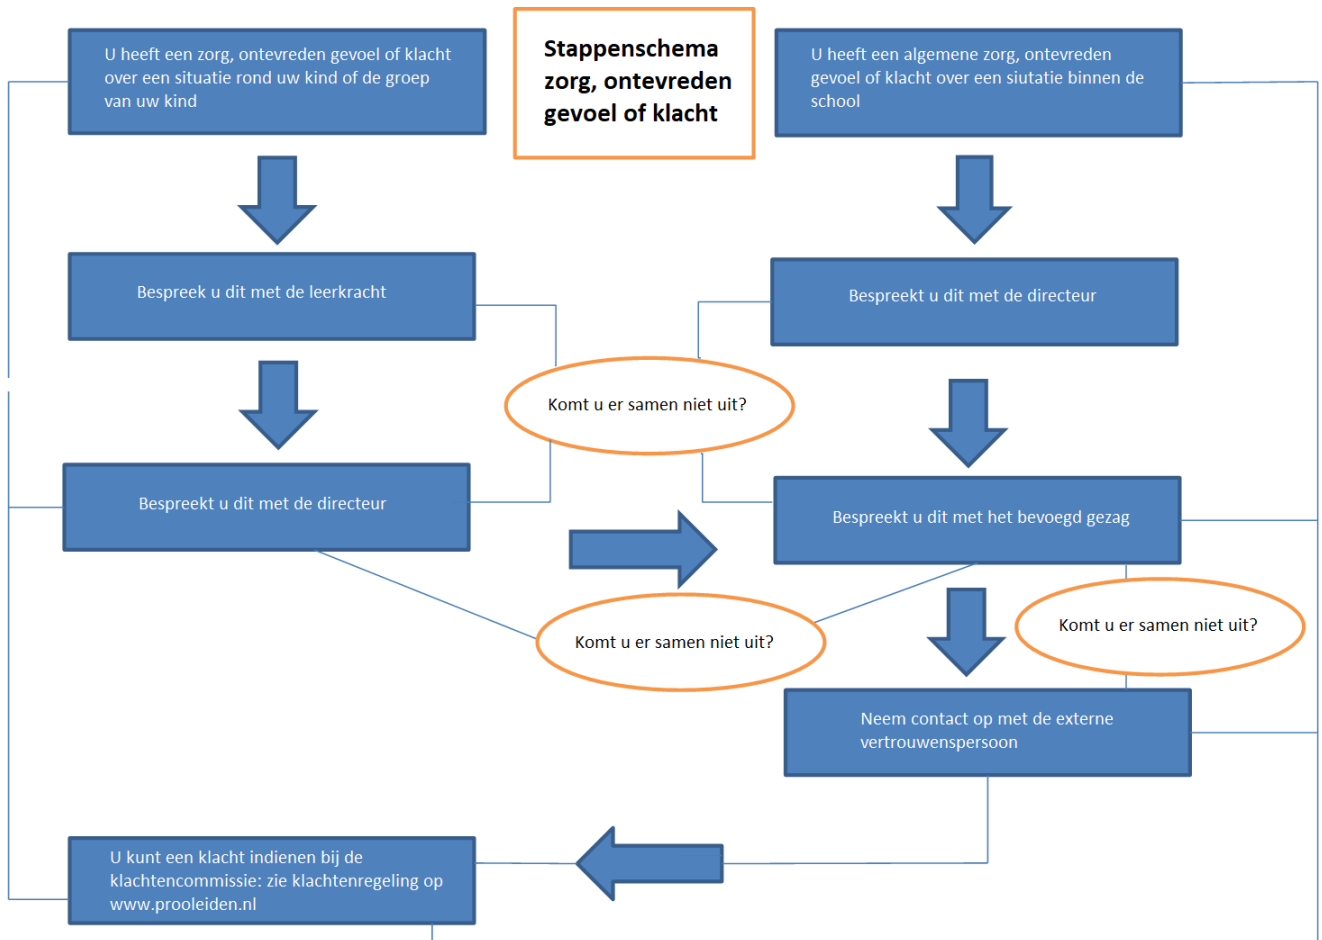 U heeft een zorg, ontevreden gevoel of klacht
over een situatie rond uw kind of de groep
van uw kind
Stappenschema
zorg, ontevreden
gevoel of klacht
U heeft een algemene zorg, ontevreden
gevoel of klacht over een siutatie binnen de
school
Bespreek u dit met de leerkracht
Bespreekt u dit met de directeur
Komt u er samen niet uit?
Bespreekt u dit met de directeur
Bespreekt u dit met het bevoegd gezag
Komt u er samen niet uit?
Komt u er samen niet uit?
Neem contact op met de externe
vertrouwenspersoon
U kunt een klacht indienen bij de
klachtencommissie: zie klachtenregeling op
www.prooleiden.nl